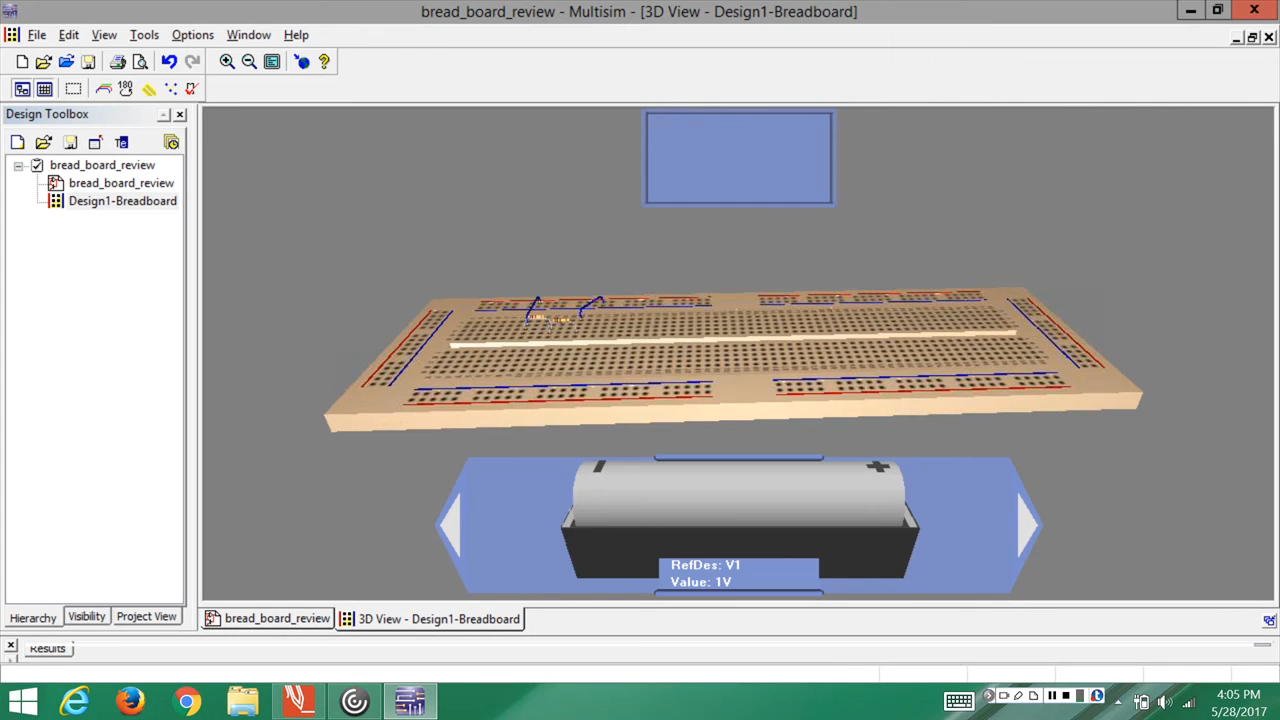 bread_board_review - Multisim - [3D View - Design1-Breadboard]
File Edit View Tools Options Window Help
180
Design Toolbox
bread_board_review
bread_board_review
Design1-Breadboard
RefDes: V1
Value: 1V
Hierarchy Visibility Project View
bread_board_review 3D View - Design1-Breadboard
Results
4:05 PM
5/28/2017